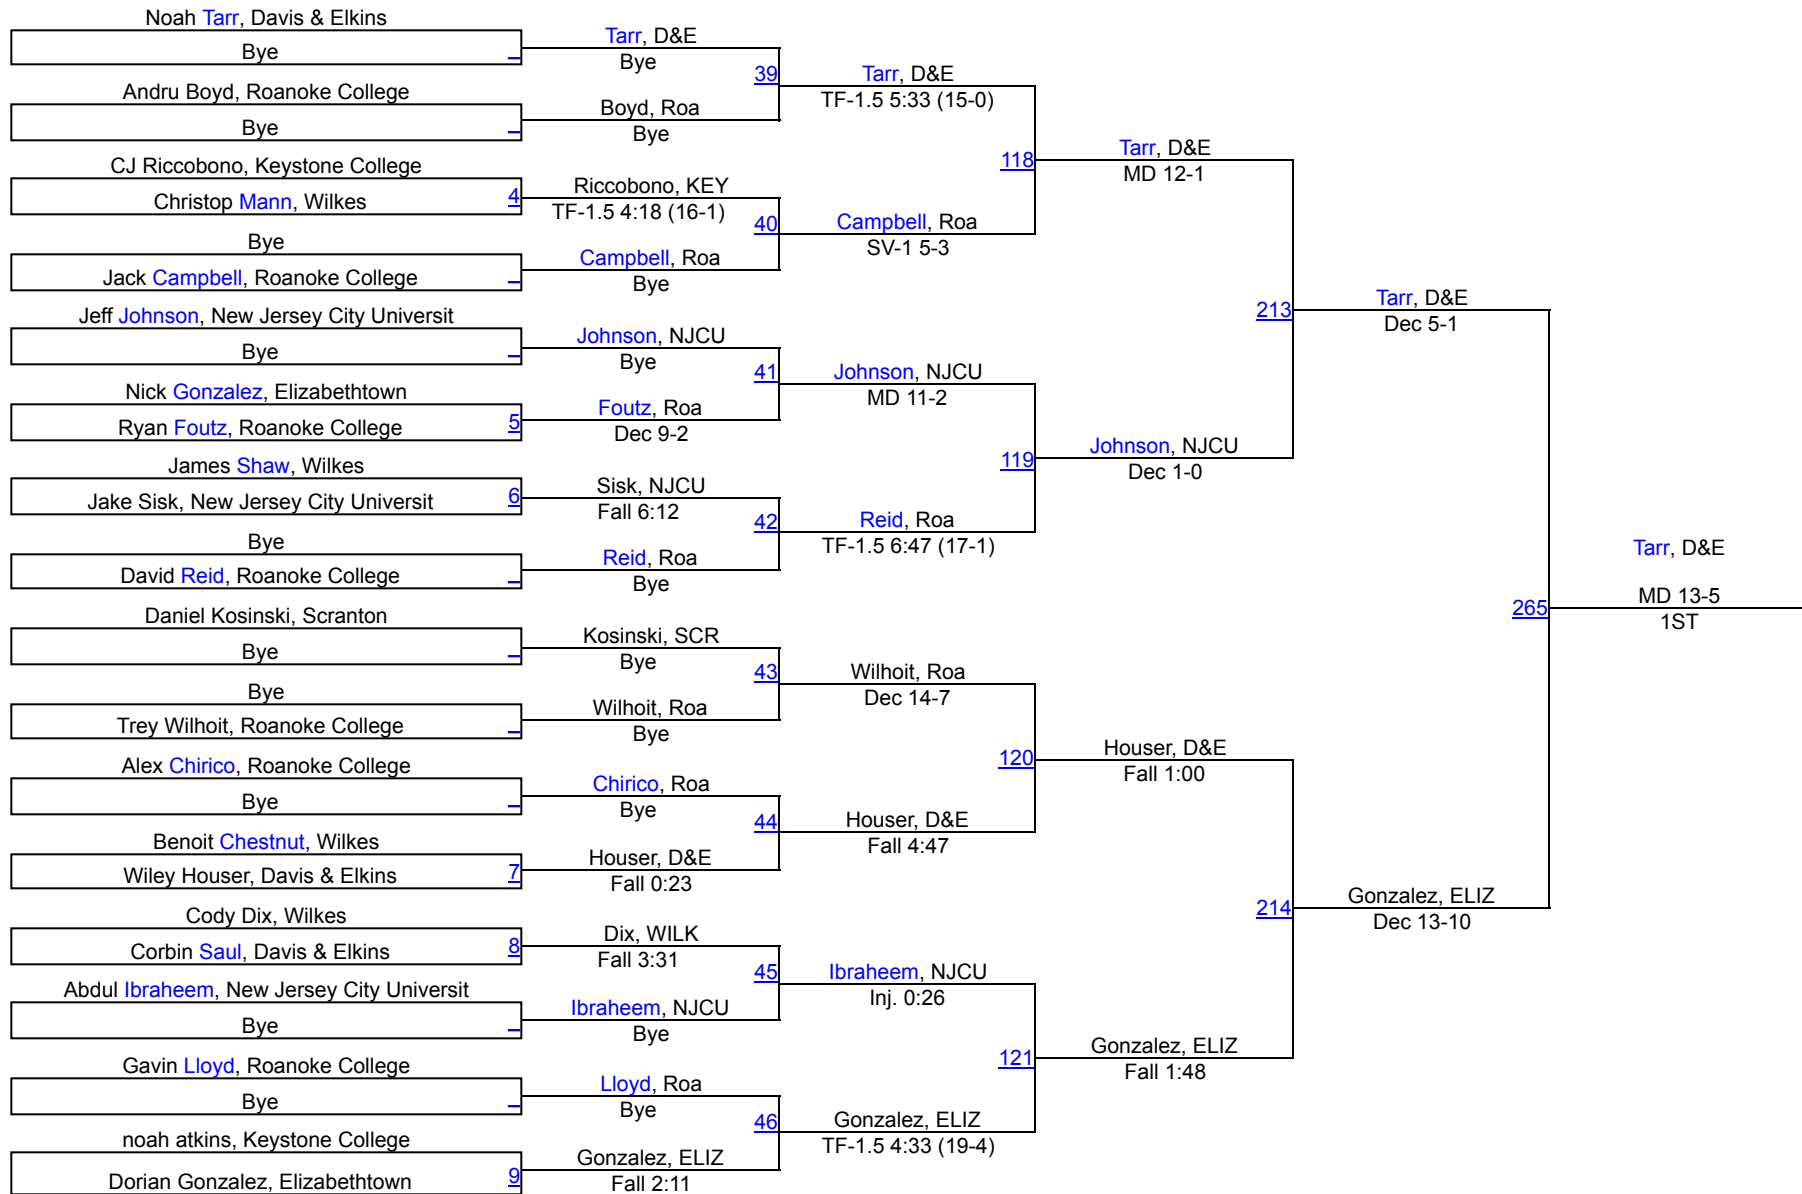 Noah Tarr, Davis & Elkins
Bye
Andru Boyd, Roanoke College
Bye
CJ Riccobono, Keystone College
Christop Mann, Wilkes 4
Bye
Jack Campbell, Roanoke College
Jeff Johnson, New Jersey City Universit
Bye
Nick Gonzalez, Elizabethtown
Ryan Foutz, Roanoke College 5
James Shaw, Wilkes
Jake Sisk, New Jersey City Universit 6
Bye
David Reid, Roanoke College
Daniel Kosinski, Scranton
Bye
Bye
Trey Wilhoit, Roanoke College
Alex Chirico, Roanoke College
Bye
Benoit Chestnut, Wilkes
Wiley Houser, Davis & Elkins 7
Cody Dix, Wilkes
Corbin Saul, Davis & Elkins 8
Abdul Ibraheem, New Jersey City Universit
Bye
Gavin Lloyd, Roanoke College
Bye
noah atkins, Keystone College
Dorian Gonzalez, Elizabethtown 9
Tarr, D&E
Bye
39
Boyd, Roa
Bye
Riccobono, KEY
TF-1.5 4:18 (16-1)
40
Campbell, Roa
Bye
Johnson, NJCU
Bye
41
Foutz, Roa
Dec 9-2
Sisk, NJCU
Fall 6:12
42
Reid, Roa
Bye
Kosinski, SCR
Bye
43
Wilhoit, Roa
Bye
Chirico, Roa
Bye
44
Houser, D&E
Fall 0:23
Dix, WILK
Fall 3:31
45
Ibraheem, NJCU
Bye
Lloyd, Roa
Bye
46
Gonzalez, ELIZ
Fall 2:11
Tarr, D&E
TF-1.5 5:33 (15-0)
118
Campbell, Roa
SV-1 5-3
Johnson, NJCU
MD 11-2
119
Reid, Roa
TF-1.5 6:47 (17-1)
Wilhoit, Roa
Dec 14-7
120
Houser, D&E
Fall 4:47
Ibraheem, NJCU
Inj. 0:26
121
Gonzalez, ELIZ
TF-1.5 4:33 (19-4)
Tarr, D&E
MD 12-1
213
Johnson, NJCU
Dec 1-0
Houser, D&E
Fall 1:00
214
Gonzalez, ELIZ
Fall 1:48
Tarr, D&E
Dec 5-1
265
Gonzalez, ELIZ
Dec 13-10
Tarr, D&E
MD 13-5
1ST